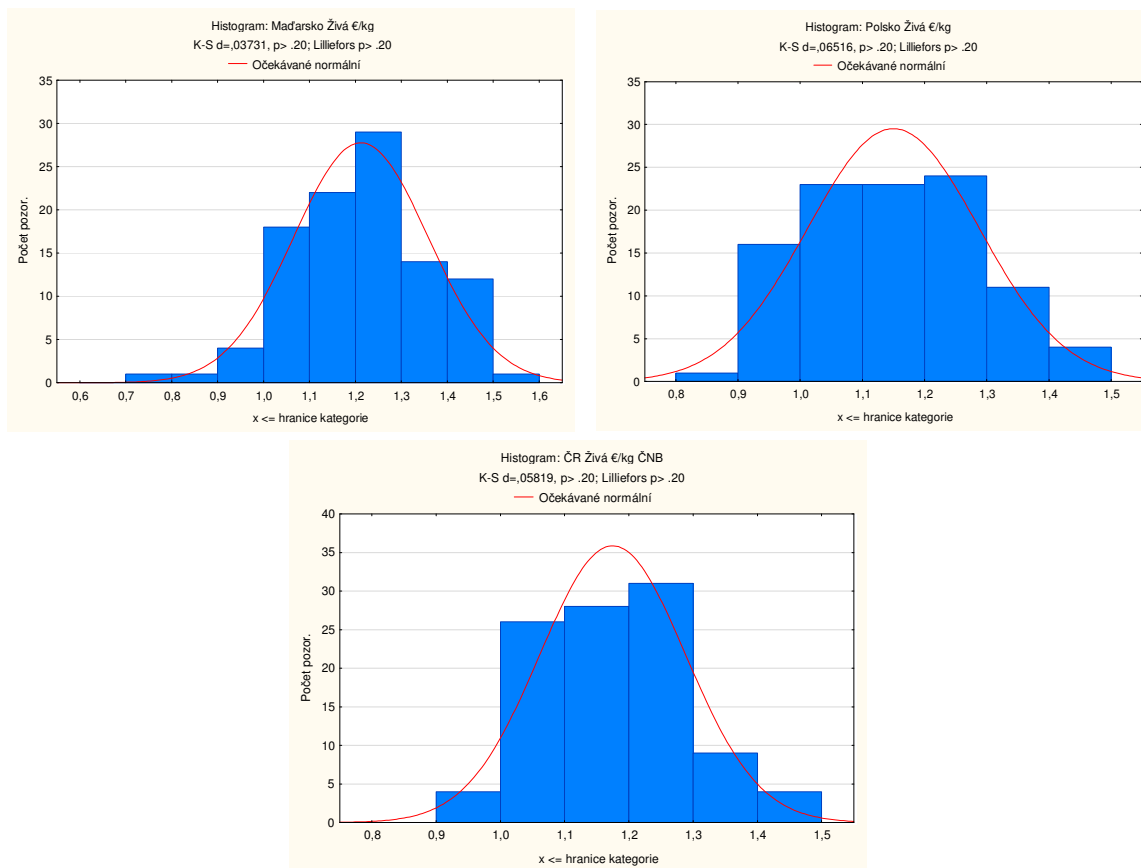 Histogram: Maďarsko Živá €/kg
K-S d=,03731, p> .20; Lilliefors p> .20
Očekávané normální
35
30
25
20
15
10
5
0
Počet pozor.
0,6 0,7 0,8 0,9 1,0 1,1 1,2 1,3 1,4 1,5 1,6
x <= hranice kategorie
Histogram: Polsko Živá €/kg
K-S d=,06516, p> .20; Lilliefors p> .20
Očekávané normální
35
30
25
20
15
10
5
0
Počet pozor.
0,8 0,9 1,0 1,1 1,2 1,3 1,4 1,5
x <= hranice kategorie
Histogram: ČR Živá €/kg ČNB
K-S d=,05819, p> .20; Lilliefors p> .20
Očekávané normální
40
35
30
25
20
15
10
5
0
Počet pozor.
0,8 0,9 1,0 1,1 1,2 1,3 1,4 1,5
x <= hranice kategorie